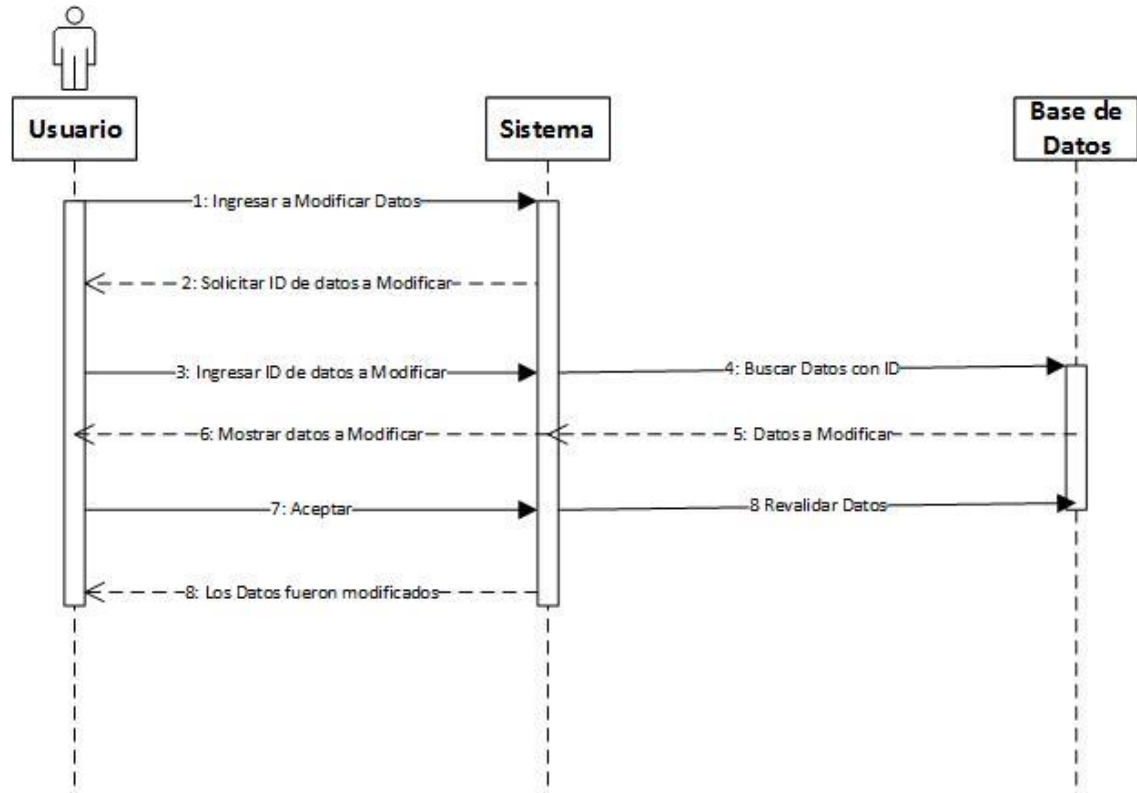 Usuario
Sistema
Base de
Datos
1: Ingresar a Modificar Datos
2: Solicitar ID de datos a Modificar
3: Ingresar ID de datos a Modificar
4: Buscar Datos con ID
6: Mostrar datos a Modificar
5: Datos a Modificar
7: Aceptar
8 Revalidar Datos
8: Los Datos fueron modificados